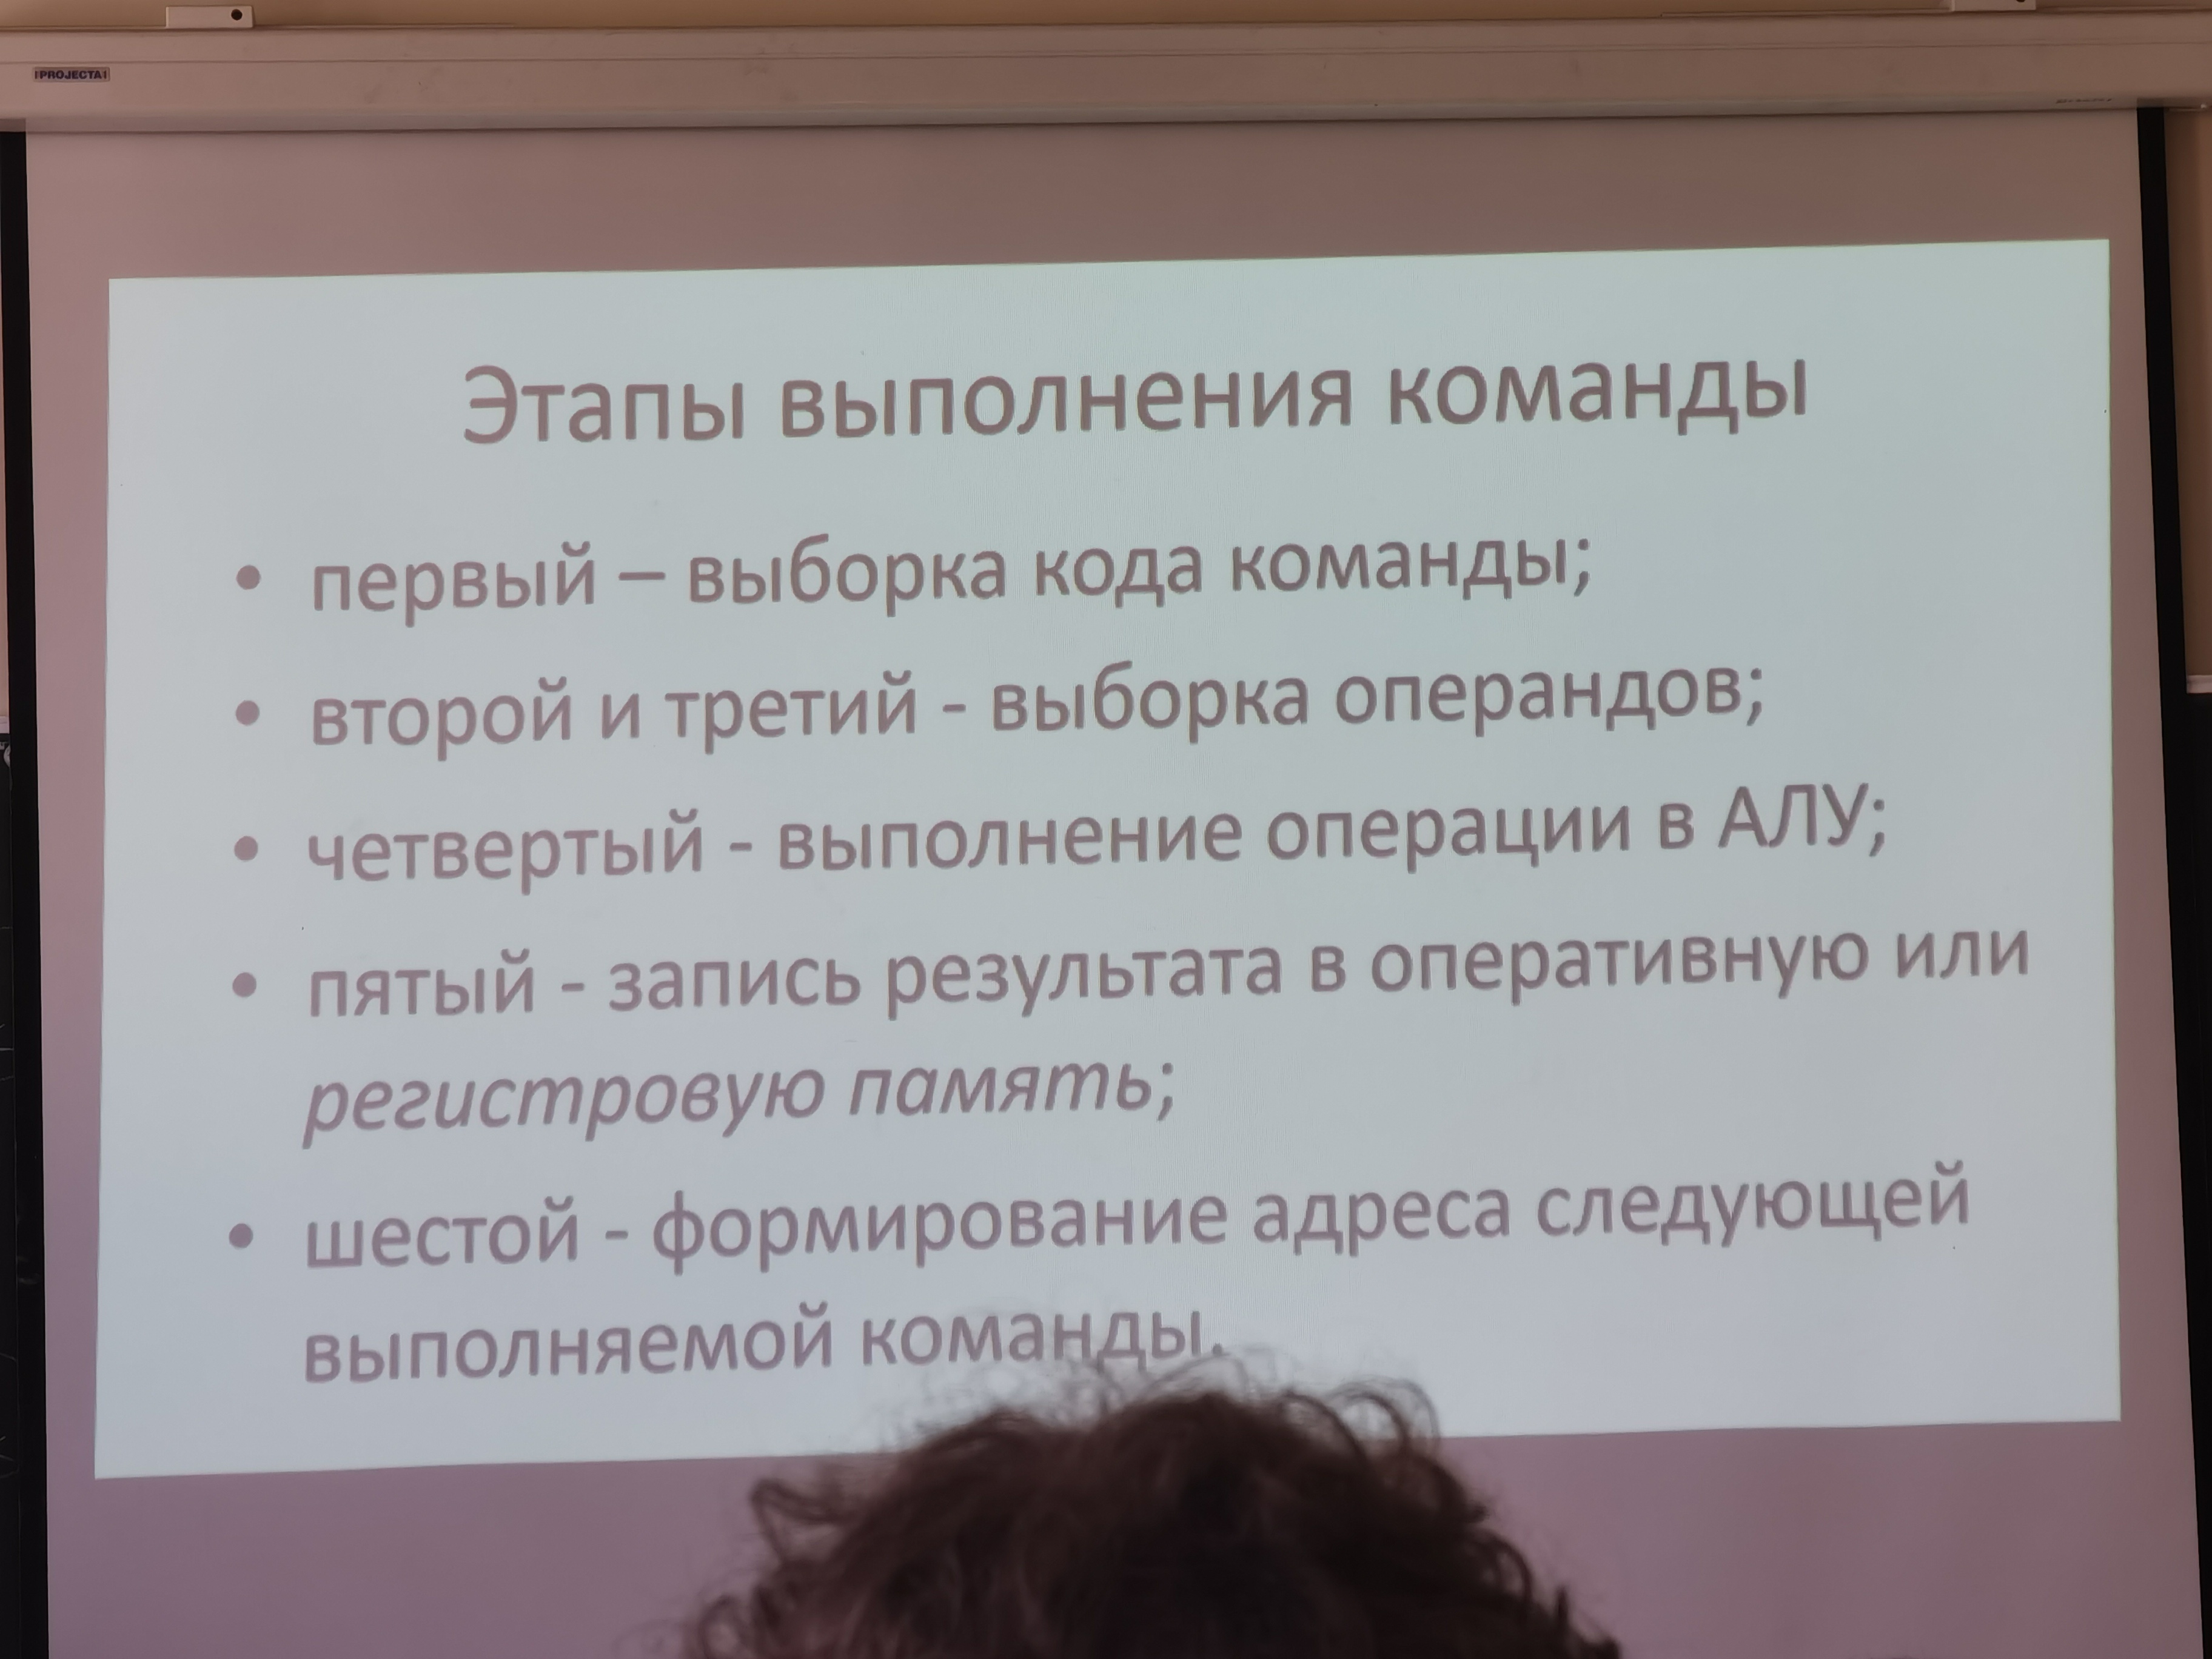 PROJECTA
Этапы выполнения команды
• первый – выборка кода команды;
• второй и третий - выборка операндов;
• четвертый - выполнение операции в АЛУ;
• пятый - запись результата в оперативную или
регистровую память;
• шестой - формирование адреса следующей
выполняемой команды.